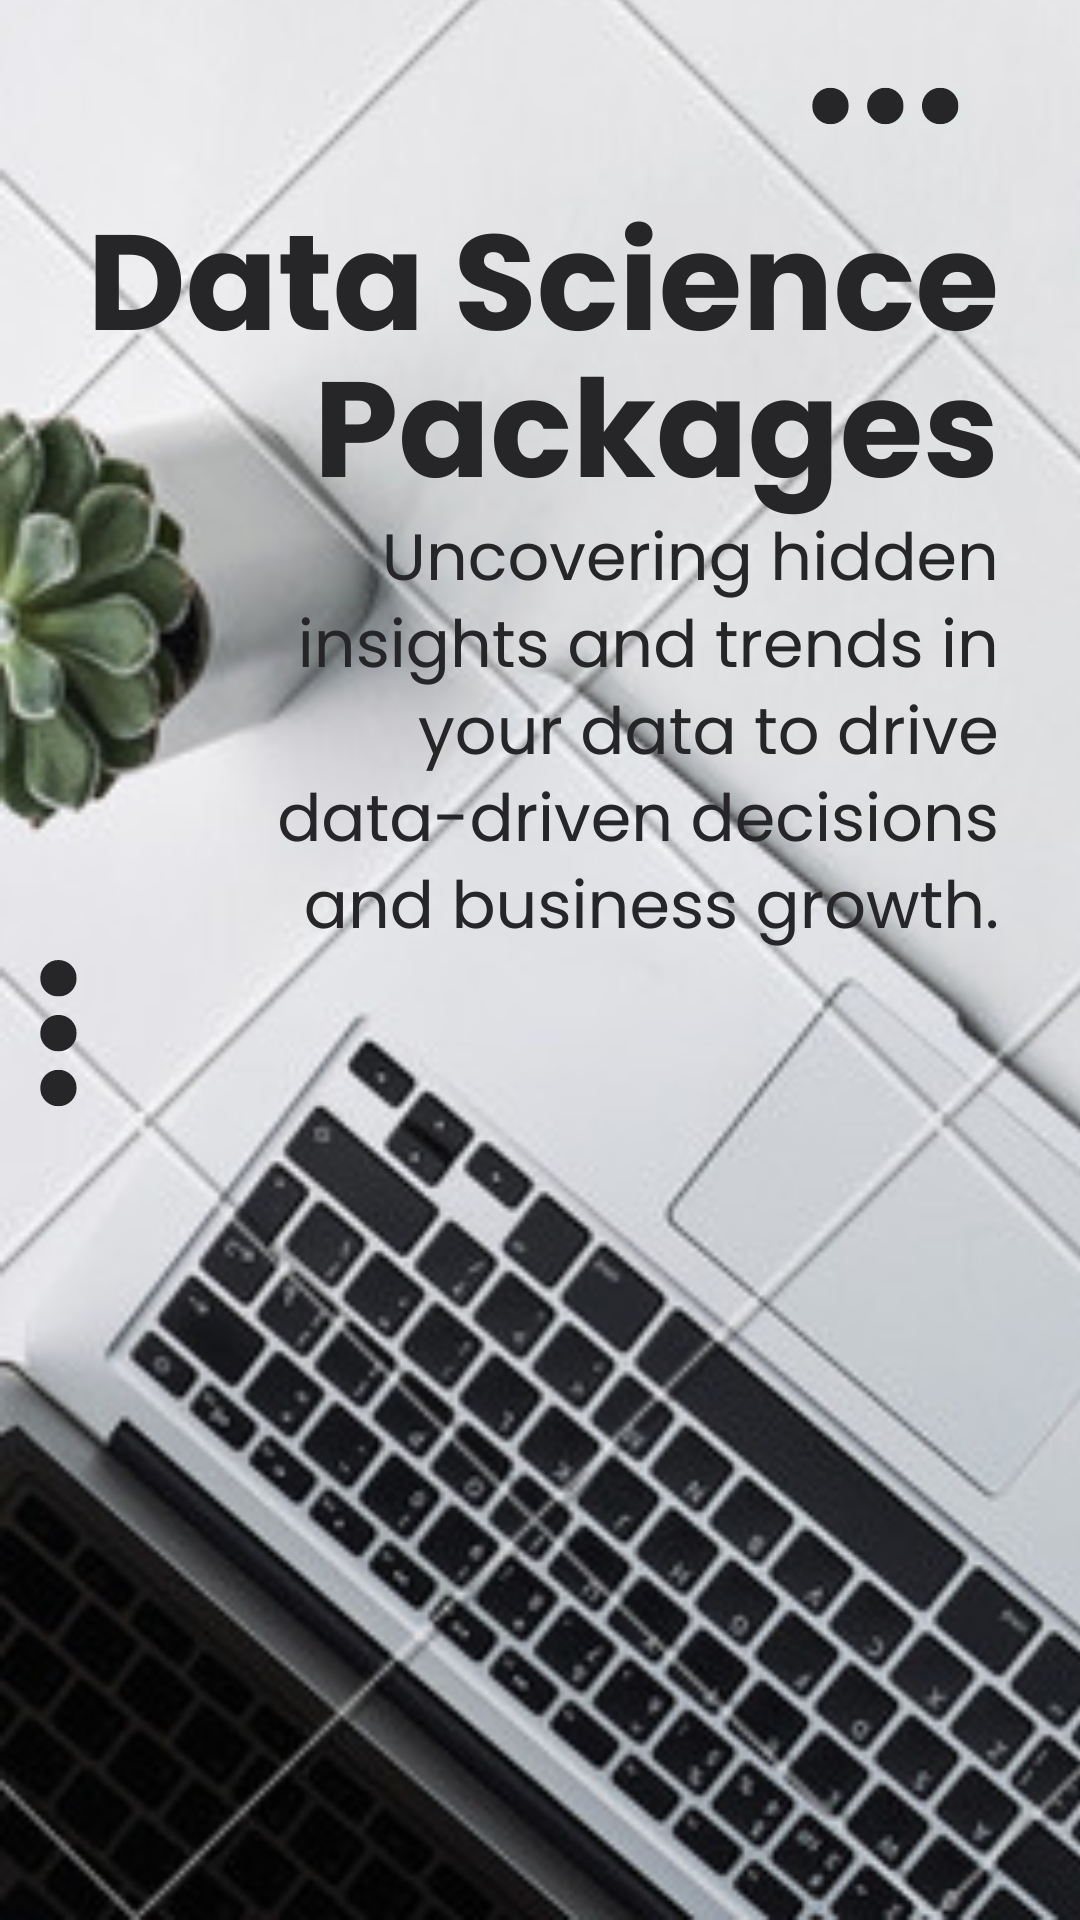 Data Science
Packages
Uncovering hidden
insights and trends in
your data to drive
data-driven decisions
and business growth.